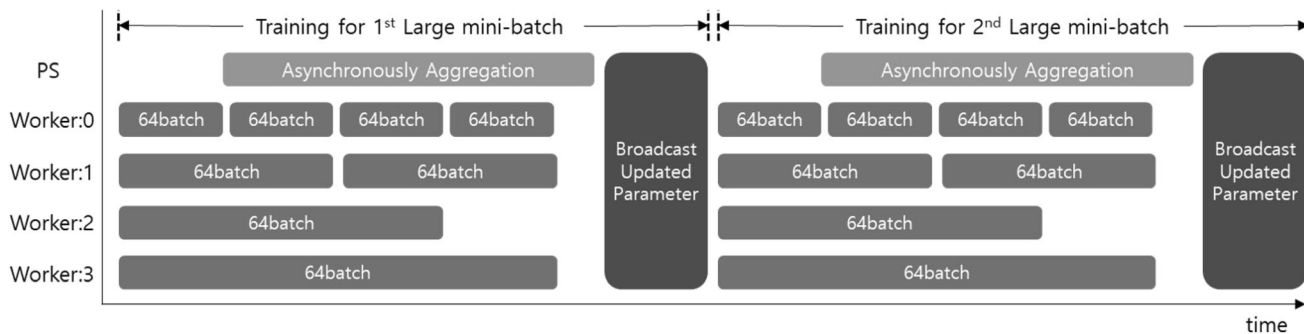 Training for 1st Large mini-batch
Training for 2nd Large mini-batch
PS
Asynchronously Aggregation
Asynchronously Aggregation
Worker:0
64batch
64batch
64batch
64batch
64batch
64batch
64batch
64batch
Worker:1
64batch
64batch
64batch
64batch
Broadcast
Updated
Parameter
Broadcast
Updated
Parameter
Worker:2
64batch
64batch
Worker:3
64batch
64batch
time